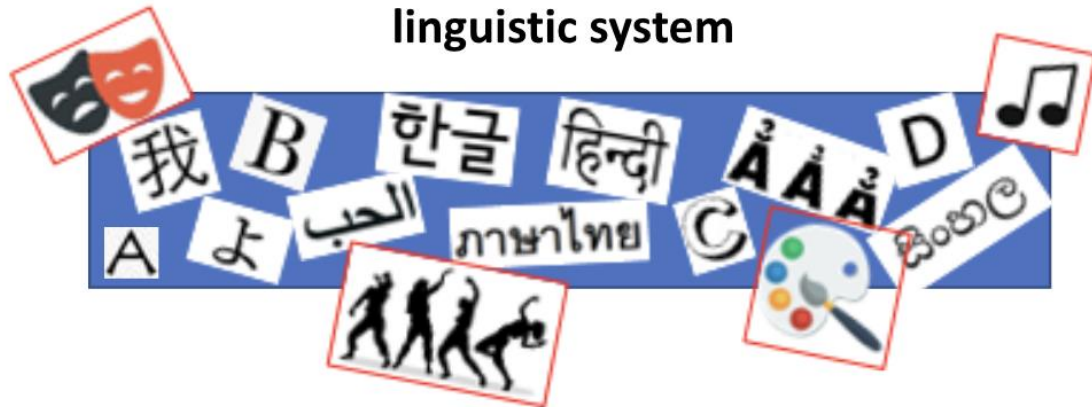 linguistic system
我
B
한글
हिन्दी
Ẩ Ẩ Ẩ
D
A
よ
الحب
ภาษาไทย
C
සිංහල